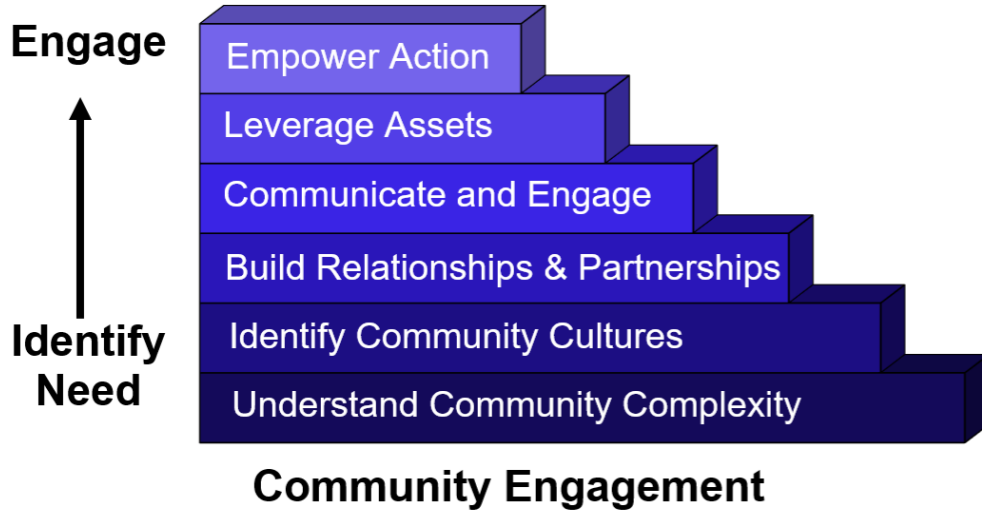 Engage
Empower Action
Leverage Assets
Communicate and Engage
Build Relationships & Partnerships
Identify Community Cultures
Understand Community Complexity
Identify
Need
Community Engagement